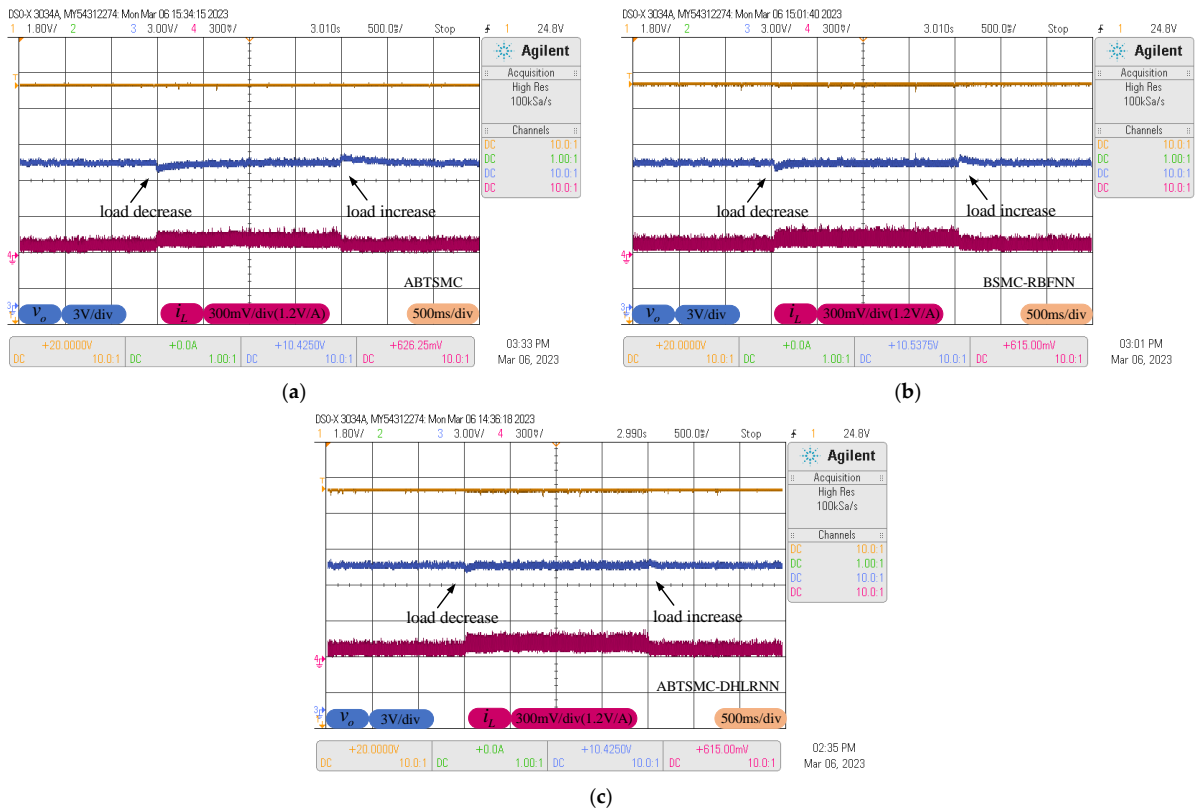 DSO-X 3034A, MY54312274: Mon Mar 06 15:34:15 2023
1 1.80V/ 2 3 3.00V/ 4 300mV/ 3.010s 500.0ms/ Stop 1 24.8V
Agilent
Acquisition
High Res
100kSa/s
Channels
DC 10.0:1
DC 1.00:1
DC 10.0:1
DC 10.0:1
load decrease
load increase
ABTSMC
vo 3V/div iL 300mV/div(1.2V/A) 500ms/div
+20.0000V +0.0A +10.4250V +626.25mV
DC 10.0:1 DC 1.00:1 DC 10.0:1 DC 10.0:1
03:33 PM
Mar 06, 2023
(a)
DSO-X 3034A, MY54312274: Mon Mar 06 15:01:40 2023
1 1.80V/ 2 3 3.00V/ 4 300mV/ 3.010s 500.0ms/ Stop 1 24.8V
Agilent
Acquisition
High Res
100kSa/s
Channels
DC 10.0:1
DC 1.00:1
DC 10.0:1
DC 10.0:1
load decrease
load increase
BSMC-RBFNN
vo 3V/div iL 300mV/div(1.2V/A) 500ms/div
+20.0000V +0.0A +10.5375V +615.00mV
DC 10.0:1 DC 1.00:1 DC 10.0:1 DC 10.0:1
03:01 PM
Mar 06, 2023
(b)
DSO-X 3034A, MY54312274: Mon Mar 06 14:36:18 2023
1 1.80V/ 2 3 3.00V/ 4 300mV/ 2.990s 500.0ms/ Stop 1 24.8V
Agilent
Acquisition
High Res
100kSa/s
Channels
DC 10.0:1
DC 1.00:1
DC 10.0:1
DC 10.0:1
load decrease
load increase
ABTSMC-DHLRNN
vo 3V/div iL 300mV/div(1.2V/A) 500ms/div
+20.0000V +0.0A +10.4250V +615.00mV
DC 10.0:1 DC 1.00:1 DC 10.0:1 DC 10.0:1
02:35 PM
Mar 06, 2023
(c)